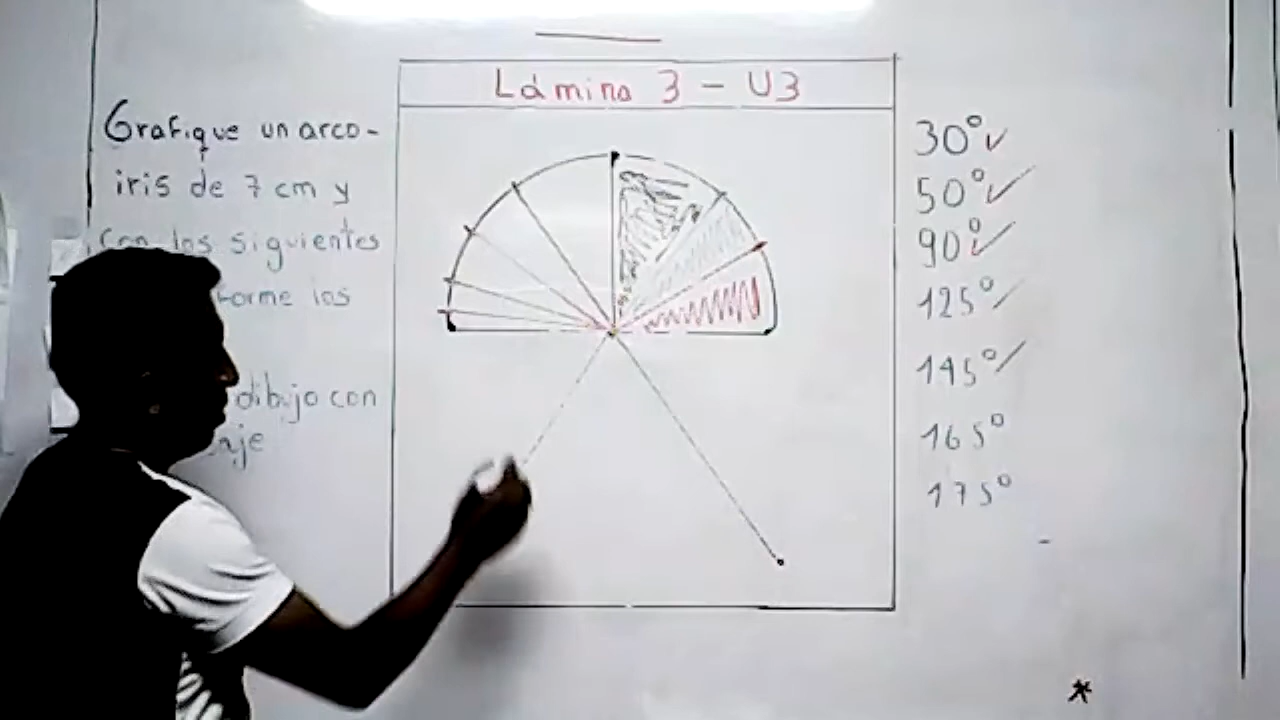 Lámina 3 - U3
Grafique un arco-
iris de 7 cm y
con los siguientes
forme los
dibujo con
30°
50°
90°
125°
145°
165°
175°
*